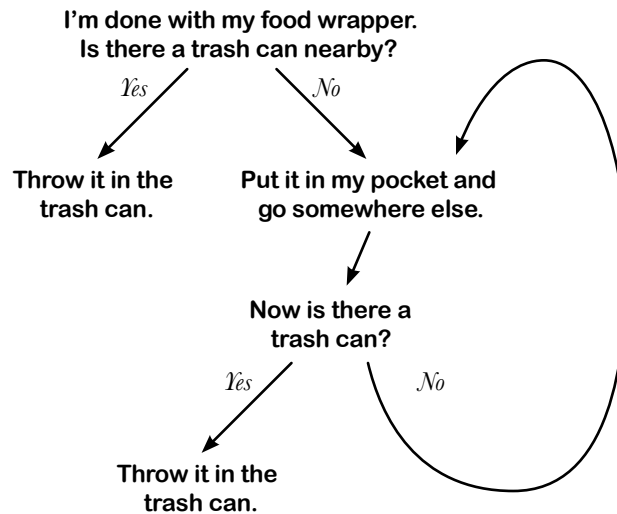 I’m done with my food wrapper.
Is there a trash can nearby?
Yes
No
Throw it in the
trash can.
Put it in my pocket and
go somewhere else.
Now is there a
trash can?
Yes
No
Throw it in the
trash can.